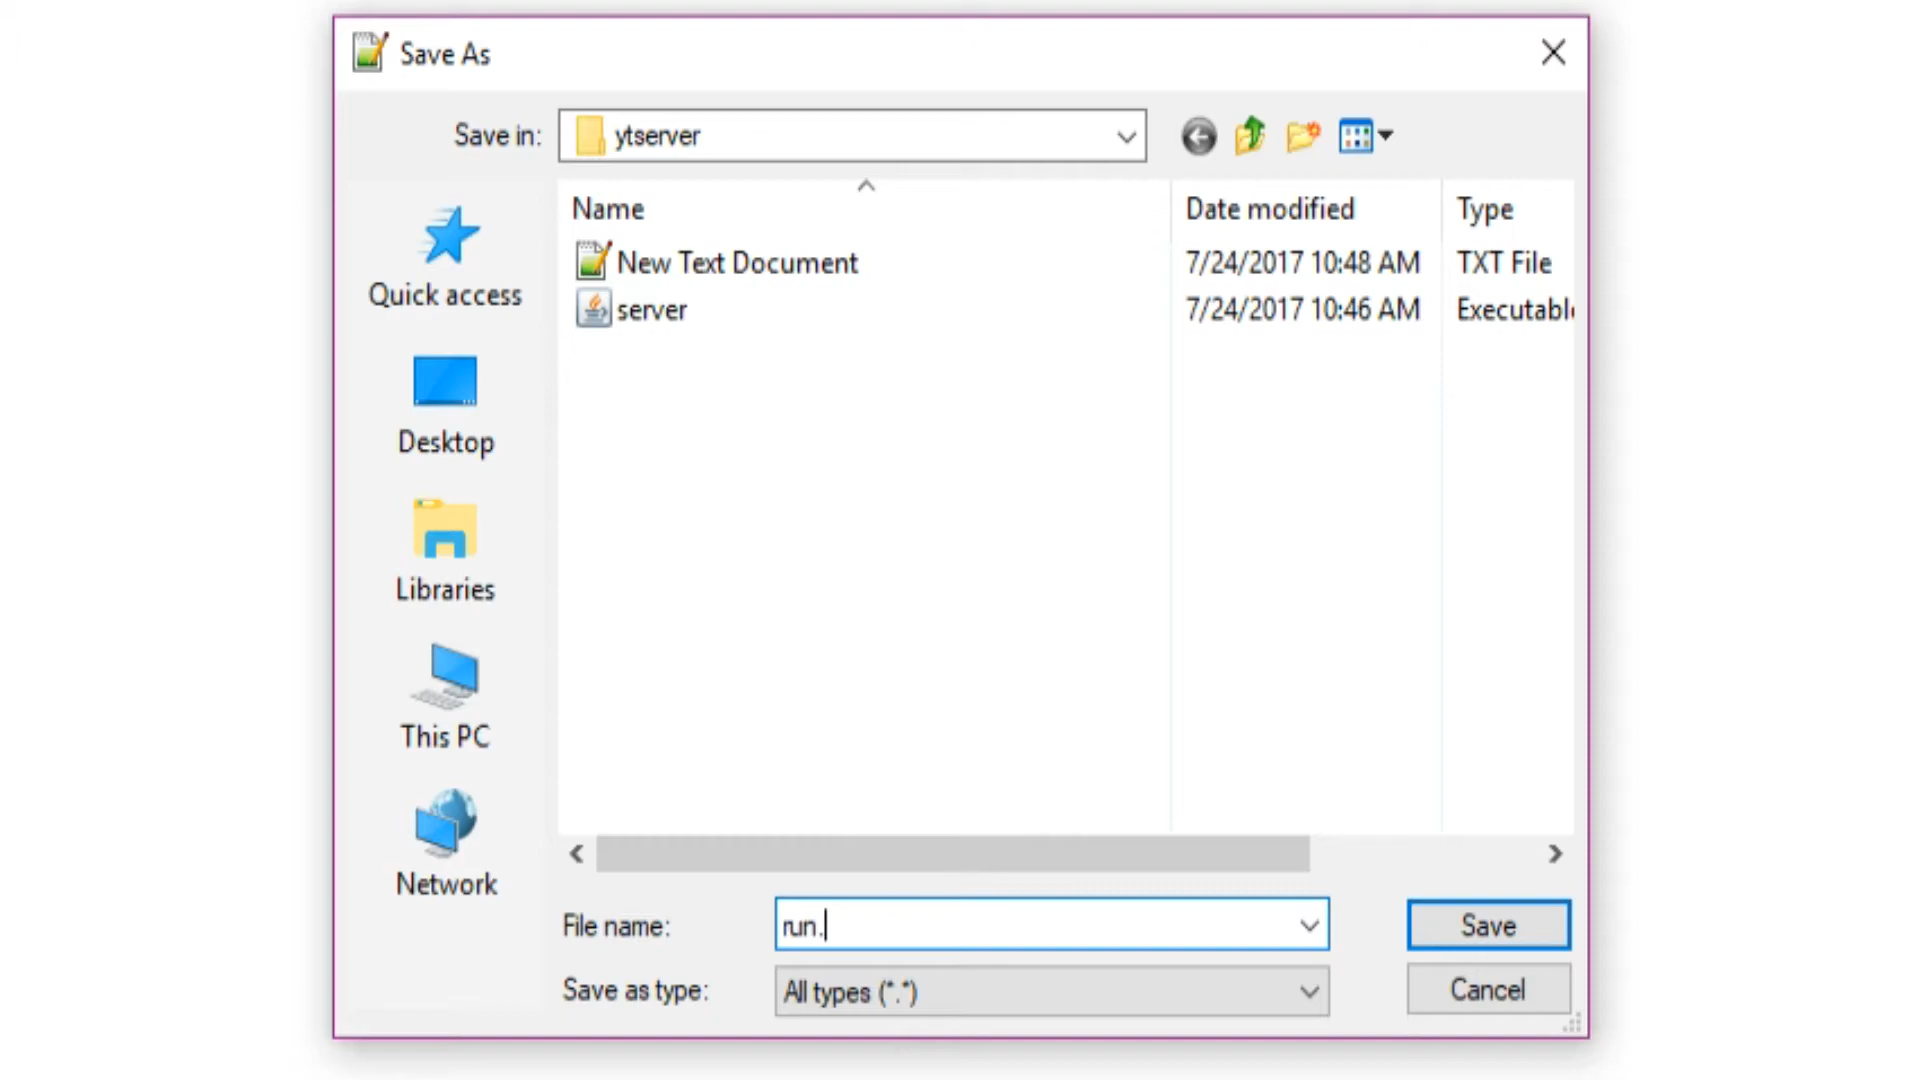 Save As
Save in: ytserver
Name Date modified Type
New Text Document 7/24/2017 10:48 AM TXT File
server 7/24/2017 10:46 AM Executabl
Quick access
Desktop
Libraries
This PC
Network
File name: run. Save
Save as type: All types (*.*) Cancel